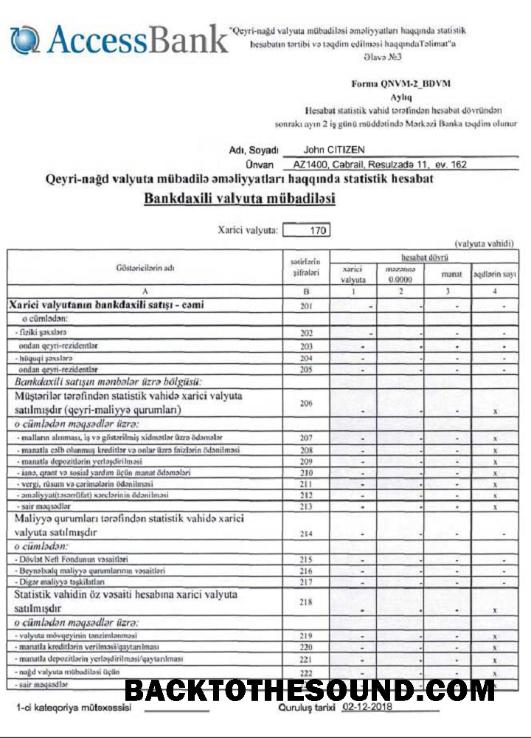 AccessBank
"Qeyri-nağd valyuta mübadiləsi əməliyyatları haqqında statistik
hesabatın tərtibi və təqdim edilməsi haqqındaTəlimat"a
Əlavə №3
Forma QNVM-2_BDVM
Aylıq
Hesabat statistik vahid tərəfindən hesabat dövründən
sonrakı ayın 2 iş günü müddətində Mərkəzi Banka təqdim olunur
Adı, Soyadı John CITIZEN
Ünvan AZ1400, Cabrail, Resulzadə 11, ev. 162
Qeyri-nağd valyuta mübadilə əməliyyatları haqqında statistik hesabat
Bankdaxili valyuta mübadiləsi
Xarici valyuta: 170
(valyuta vahidi)
Göstəricilərin adı sətirlərin şifrələri hesabat dövrü
xarici valyuta məzənnə 0.0000 manat əqdlərin sayı
A B 1 2 3 4
Xarici valyutanın bankdaxili satışı - cəmi 201 - - - -
o cümlədən:
- fiziki şəxslərə 202 - - -
ondan qeyri-rezidentlər 203 - - - -
- hüquqi şəxslərə 204 - - - -
ondan qeyri-rezidentlər 205 - - - -
Bankdaxili satışın mənbələr üzrə bölgüsü:
Müştərilər tərəfindən statistik vahidə xarici valyuta
satılmışdır (qeyri-maliyyə qurumları) 206 - - - x
o cümlədən məqsədlər üzrə:
- malların alınması, iş və göstərilmiş xidmətlər üzrə ödəmələr 207 - - - x
- manatla cəlb olunmuş kreditlər və onlar üzrə faizlərin ödənilməsi 208 - - - x
- manatla depozitlərin yerləşdirilməsi 209 - - - x
- ianə, qrant və sosial yardım üçün manat ödəmələri 210 - - - x
- vergi, rüsum və cərimələrin ödənilməsi 211 - - - x
- əməliyyat(təsərrüfat) xərclərinin ödənilməsi 212 - - - x
- sair məqsədlər 213 - - - x
Maliyyə qurumları tərəfindən statistik vahidə xarici
valyuta satılmışdır 214 - - - -
o cümlədən:
- Dövlət Neft Fondunun vəsaitləri 215 - - - -
- Beynəlxalq maliyyə qurumlarının vəsaitləri 216 - - - -
- Digər maliyyə təşkilatları 217 - - - -
Statistik vahidin öz vəsaiti hesabına xarici valyuta
satılmışdır 218 - - - x
o cümlədən məqsədlər üzrə:
- valyuta mövqeyinin tənzimlənməsi 219 - - - x
- manatla kreditlərin verilməsi/qaytarılması 220 - - - x
- manatla depozitlərin yerləşdirilməsi/qaytarılması 221 - - - x
- nağd valyuta mübadiləsi üçün 222 - - - x
- sair məqsədlər
BACKTOTHESOUND.COM
1-ci kateqoriya mütəxəssisi Quruluş tarixi 02-12-2018